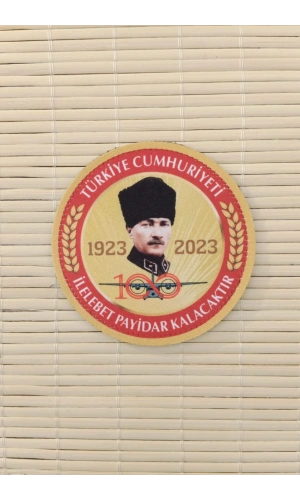 TÜRKİYE CUMHURİYETİ
1923 2023
100
İLELEBET PAYİDAR KALACAKTIR